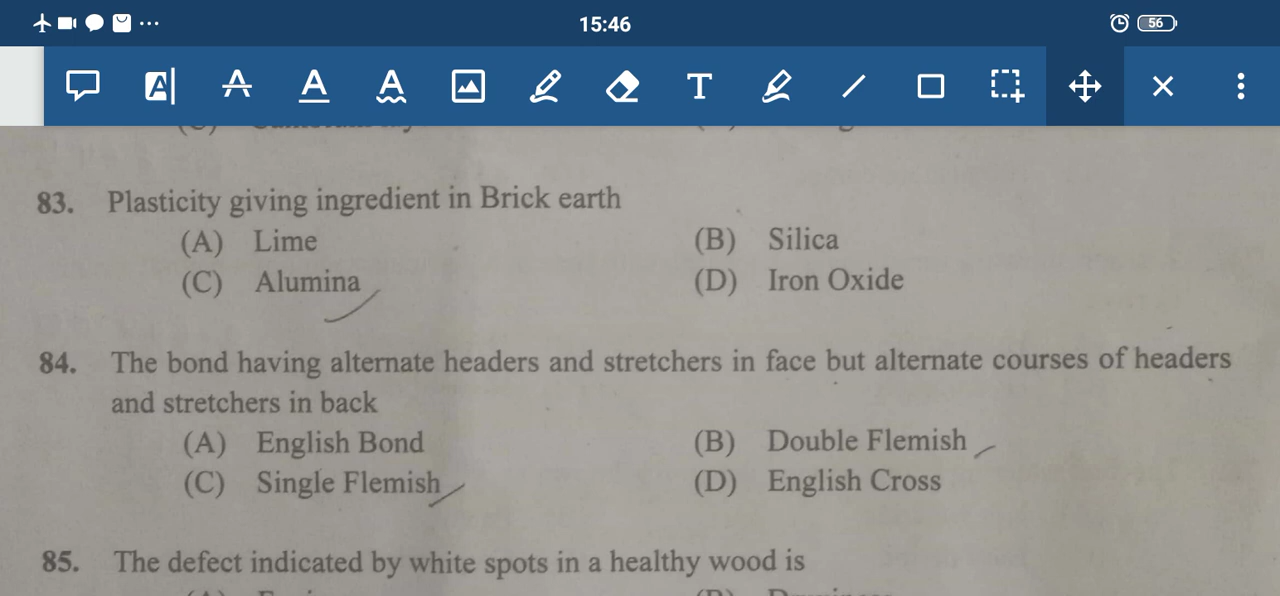 15:46
56
83. Plasticity giving ingredient in Brick earth
(A) Lime (B) Silica
(C) Alumina (D) Iron Oxide
84. The bond having alternate headers and stretchers in face but alternate courses of headers
and stretchers in back
(A) English Bond (B) Double Flemish
(C) Single Flemish (D) English Cross
85. The defect indicated by white spots in a healthy wood is